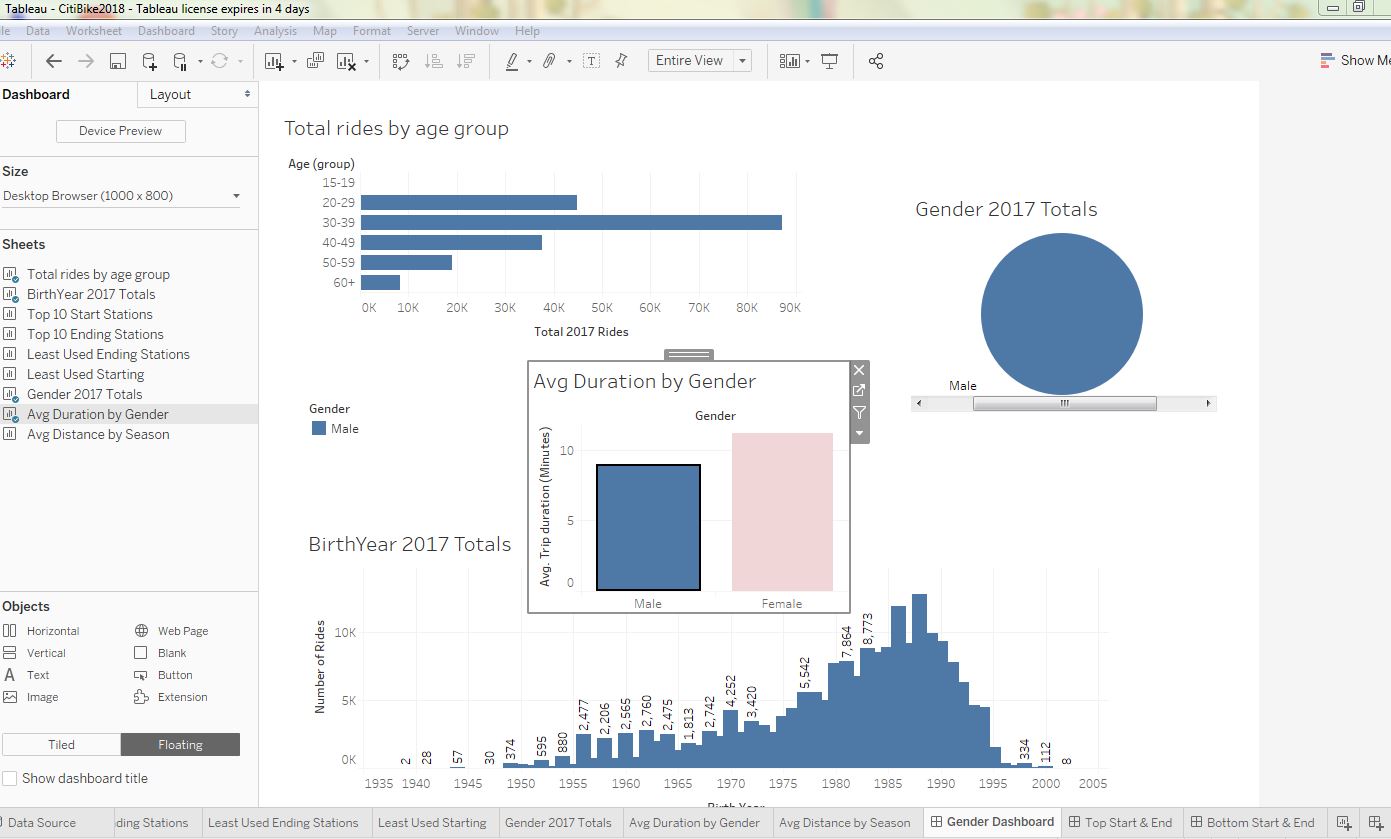 Tableau - CitiBike2018 - Tableau license expires in 4 days
le Data Worksheet Dashboard Story Analysis Map Format Server Window Help
Entire View
Show Me
Dashboard
Layout
Device Preview
Size
Desktop Browser (1000 x 800)
Sheets
Total rides by age group
BirthYear 2017 Totals
Top 10 Start Stations
Top 10 Ending Stations
Least Used Ending Stations
Least Used Starting
Gender 2017 Totals
Avg Duration by Gender
Avg Distance by Season
Objects
Horizontal Web Page
Vertical Blank
Text Button
Image Extension
Tiled Floating
Show dashboard title
Total rides by age group
Age (group)
15-19
20-29
30-39
40-49
50-59
60+
0K 10K 20K 30K 40K 50K 60K 70K 80K 90K
Total 2017 Rides
Gender 2017 Totals
Male
Gender
Male
Avg Duration by Gender
Gender
Avg. Trip duration (Minutes)
10
5
0
Male Female
BirthYear 2017 Totals
Number of Rides
10K
5K
0K
2 28 57 30 374 595 880 2,477 2,206 2,565 2,760 2,475 1,813 2,742 4,252 3,420 5,542 7,864 8,773 334 112 8
1935 1940 1945 1950 1955 1960 1965 1970 1975 1980 1985 1990 1995 2000 2005
Birth Year
Data Source ding Stations Least Used Ending Stations Least Used Starting Gender 2017 Totals Avg Duration by Gender Avg Distance by Season Gender Dashboard Top Start & End Bottom Start & End